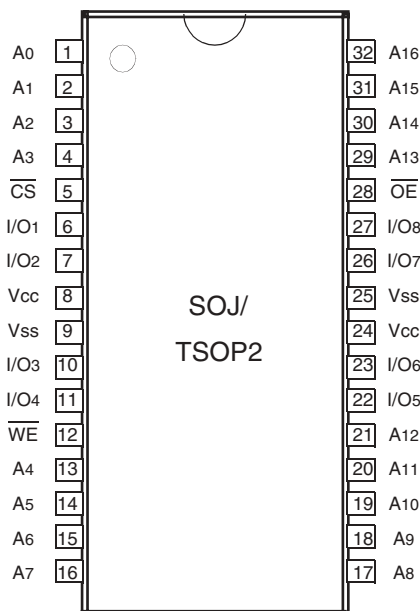 A0 1 32 A16
A1 2 31 A15
A2 3 30 A14
A3 4 29 A13
C̅S̅ 5 28 O̅E̅
I/O1 6 27 I/O8
I/O2 7 26 I/O7
Vcc 8 25 Vss
Vss 9 24 Vcc
SOJ/
TSOP2
I/O3 10 23 I/O6
I/O4 11 22 I/O5
W̅E̅ 12 21 A12
A4 13 20 A11
A5 14 19 A10
A6 15 18 A9
A7 16 17 A8